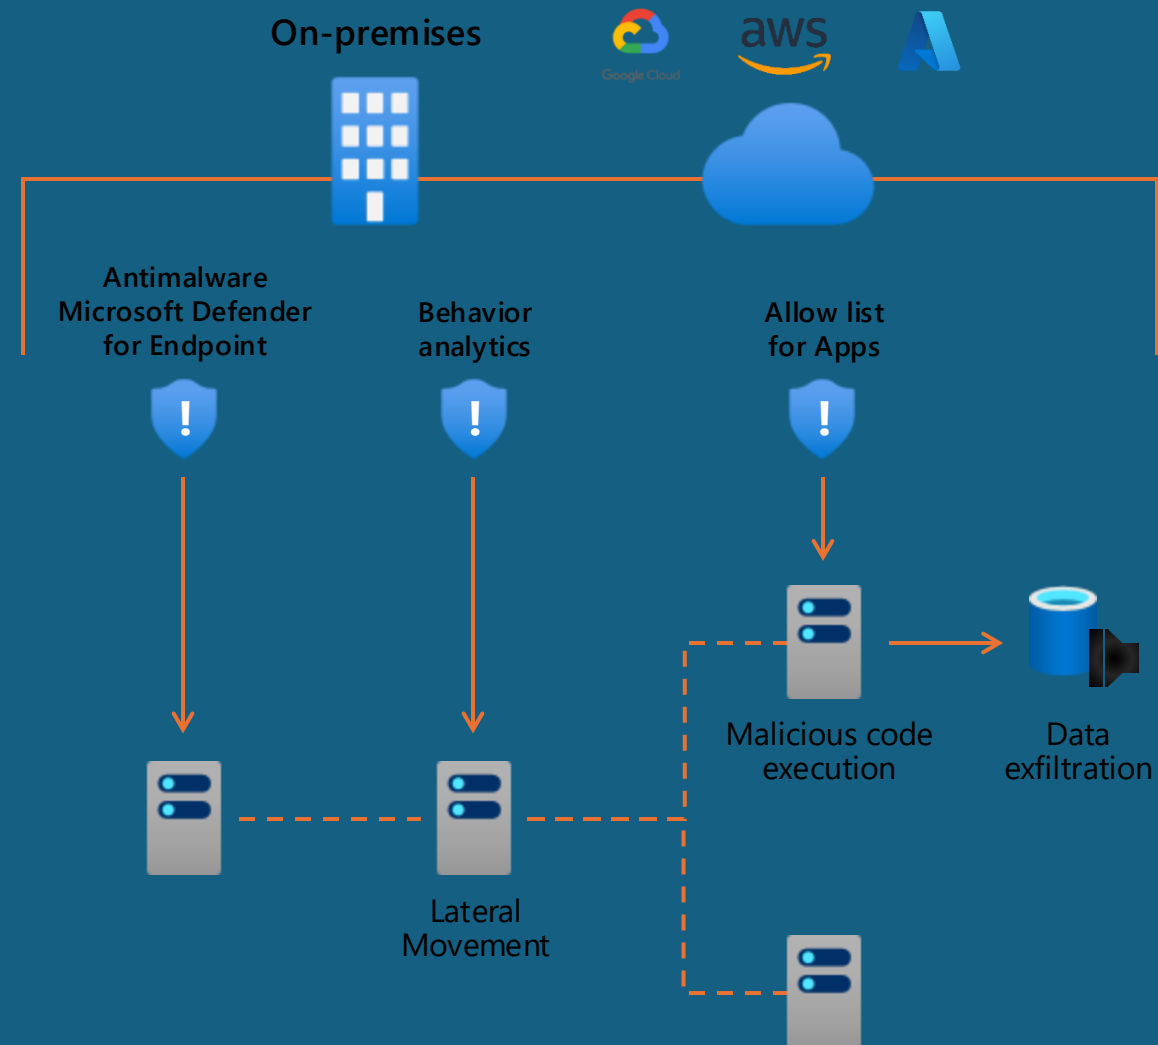 On-premises
aws
Google Cloud
Antimalware
Microsoft Defender
for Endpoint
Behavior
analytics
Allow list
for Apps
!
!
!
Malicious code
execution
Data
exfiltration
Lateral
Movement